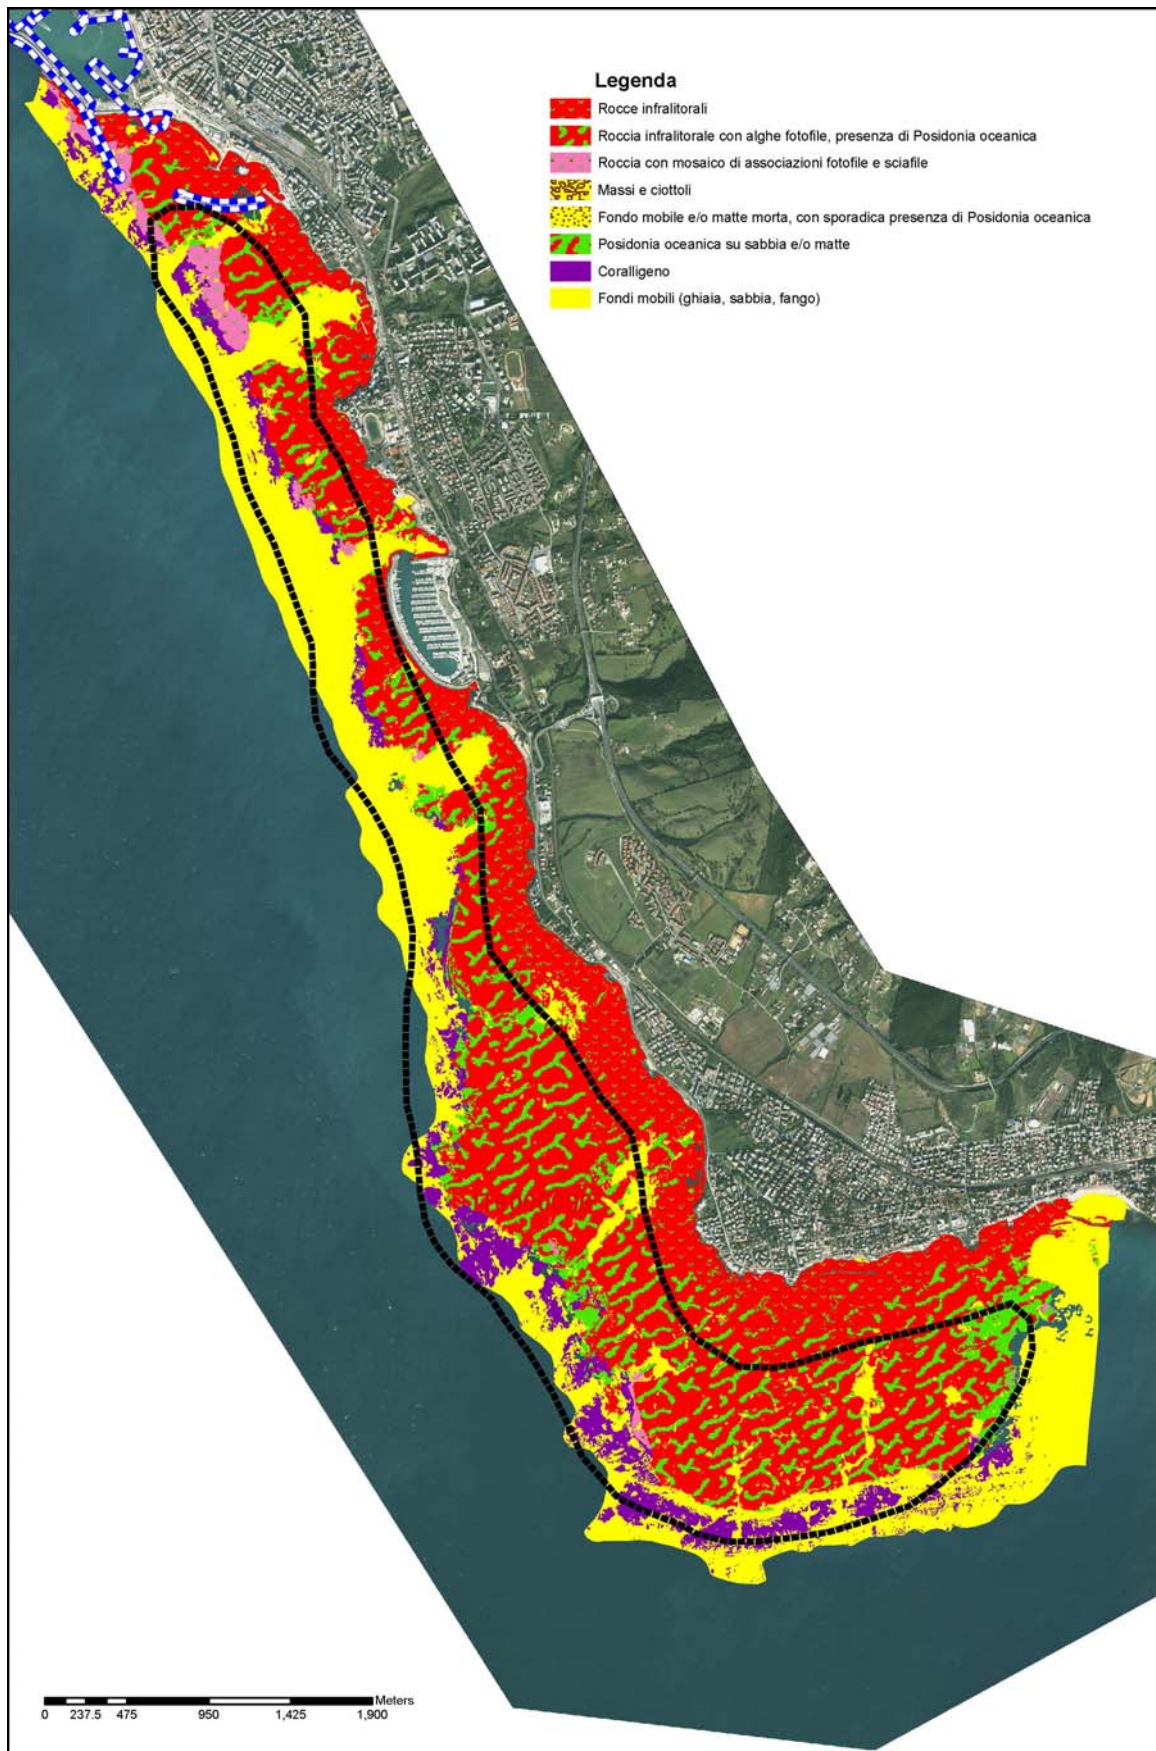 Legenda
Rocce infralitorali
Roccia infralitorale con alghe fotofile, presenza di Posidonia oceanica
Roccia con mosaico di associazioni fotofile e sciafile
Massi e ciottoli
Fondo mobile e/o matte morta, con sporadica presenza di Posidonia oceanica
Posidonia oceanica su sabbia e/o matte
Coralligeno
Fondi mobili (ghiaia, sabbia, fango)
Meters
0 237.5 475 950 1,425 1,900